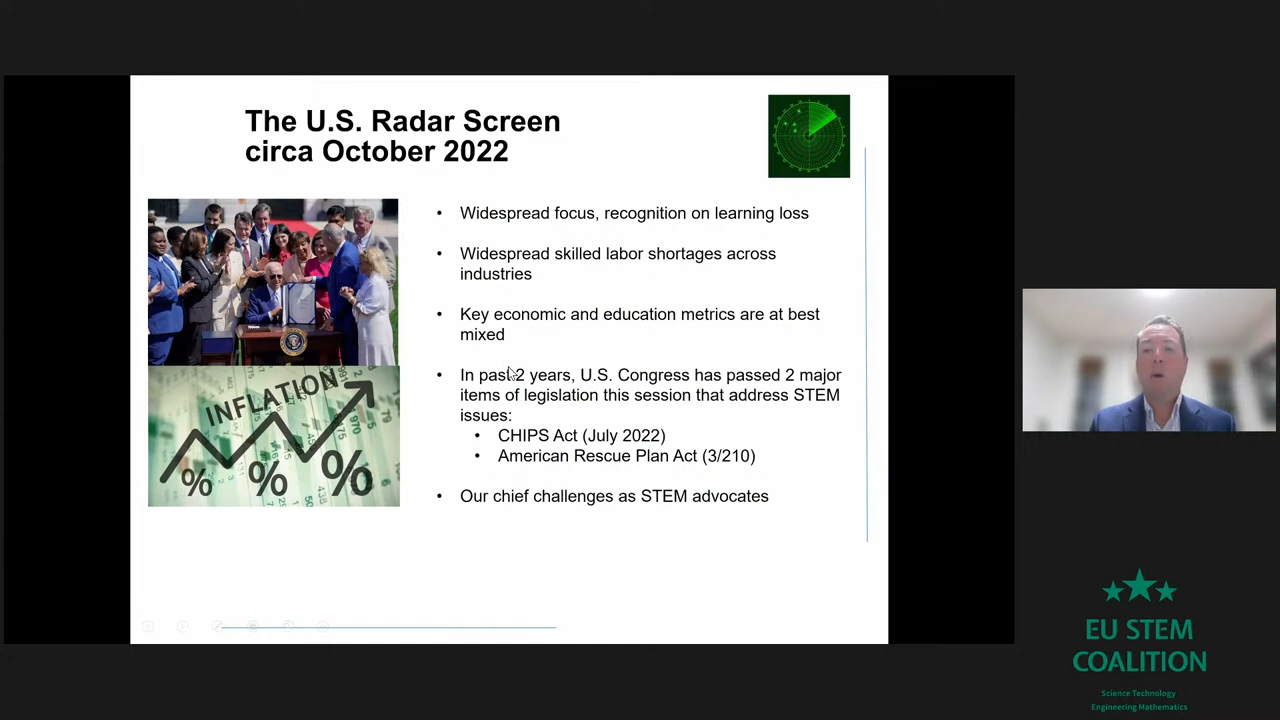 The U.S. Radar Screen
circa October 2022
• Widespread focus, recognition on learning loss
• Widespread skilled labor shortages across
industries
• Key economic and education metrics are at best
mixed
• In past 2 years, U.S. Congress has passed 2 major
items of legislation this session that address STEM
issues:
• CHIPS Act (July 2022)
• American Rescue Plan Act (3/210)
• Our chief challenges as STEM advocates
INFLATION
% % %
EU STEM
COALITION
Science Technology
Engineering Mathematics